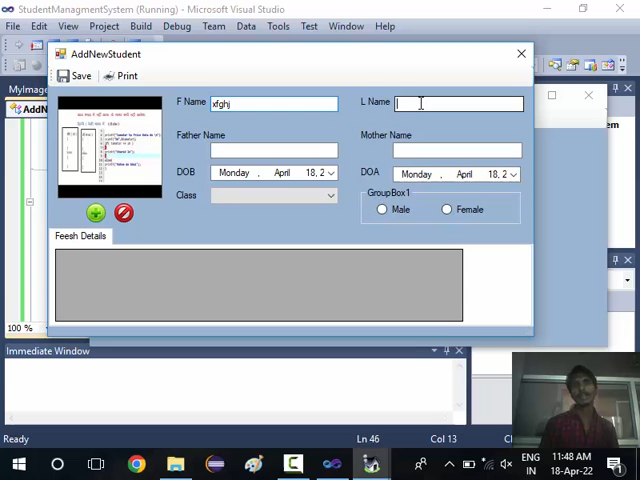 StudentManagmentSystem (Running) - Microsoft Visual Studio
File Edit View Project Build Debug Team Data Tools Test
Window Help
MyImage
AddN
AddNewStudent
Save Print
F Name xfghj L Name
Father Name Mother Name
DOB Monday , April 18, 2 DOA Monday , April 18, 2
Class GroupBox1
Male Female
Feesh Details
100 %
Immediate Window
Ln 46 Col 13
ENG 11:48 AM
IN 18-Apr-22
1